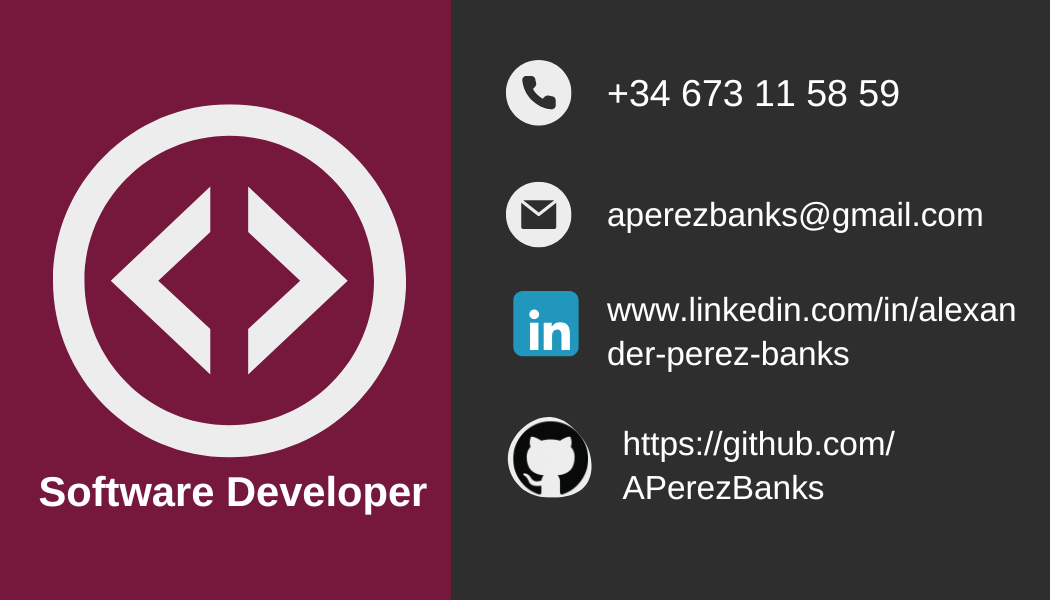 Software Developer
+34 673 11 58 59
aperezbanks@gmail.com
in
www.linkedin.com/in/alexan
der-perez-banks
https://github.com/
APerezBanks